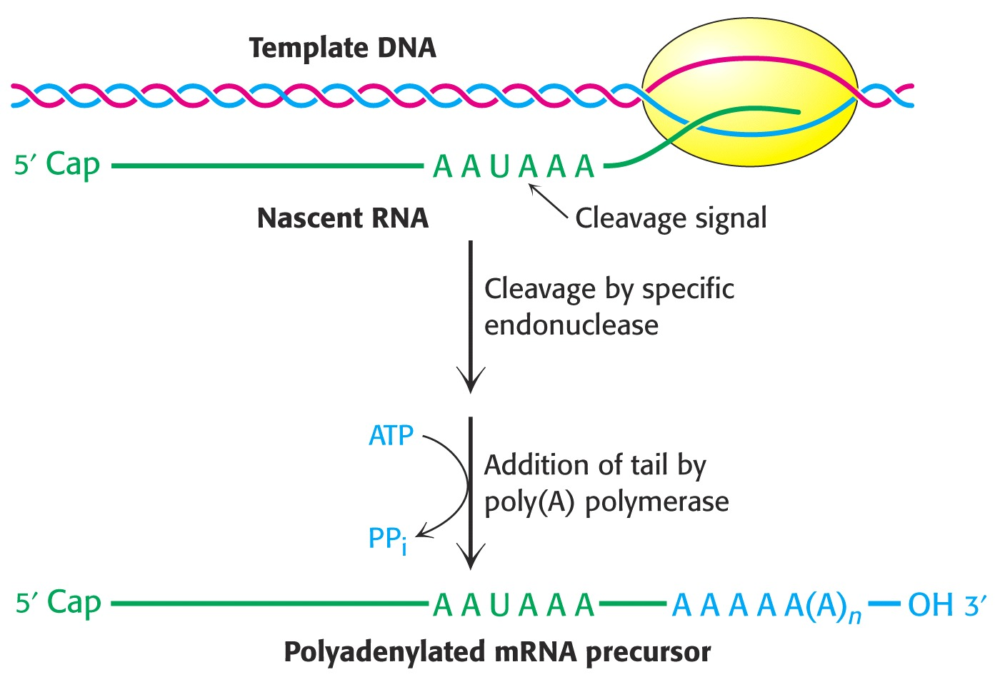 Template DNA
5′ Cap
A A U A A A
Nascent RNA
Cleavage signal
Cleavage by specific
endonuclease
ATP
Addition of tail by
poly(A) polymerase
PPi
5′ Cap
A A U A A A
A A A A A(A)n
OH 3′
Polyadenylated mRNA precursor